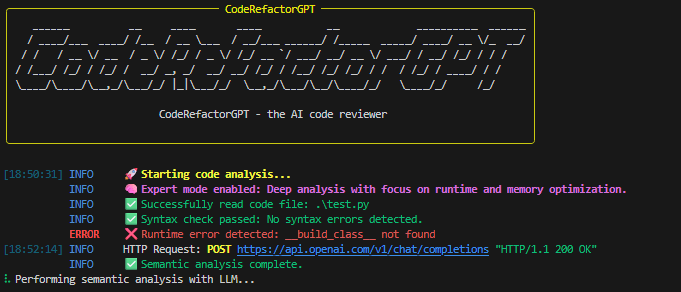 CodeRefactorGPT
CodeRefactorGPT
CodeRefactorGPT - the AI code reviewer
[18:50:31] INFO 🚀 Starting code analysis...
INFO 🧠 Expert mode enabled: Deep analysis with focus on runtime and memory optimization.
INFO ✅ Successfully read code file: .\test.py
INFO ✅ Syntax check passed: No syntax errors detected.
ERROR ❌ Runtime error detected: __build_class__ not found
[18:52:14] INFO HTTP Request: POST https://api.openai.com/v1/chat/completions "HTTP/1.1 200 OK"
INFO ✅ Semantic analysis complete.
⠧ Performing semantic analysis with LLM...